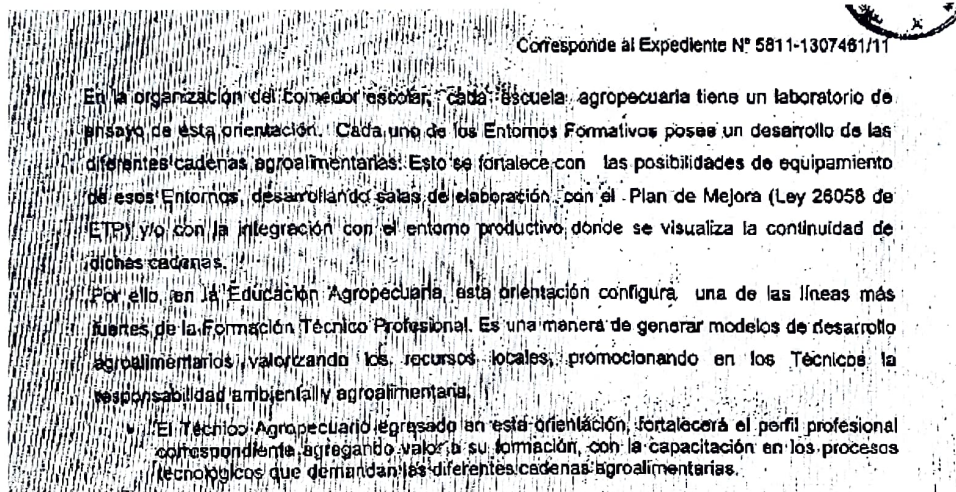 Corresponde al Expediente N° 5811-1307461/11
En la organización del comedor escolar, cada escuela agropecuaria tiene un laboratorio de
ensayo de esta orientación. Cada uno de los Entornos Formativos posee un desarrollo de las
diferentes cadenas agroalimentarias. Esto se fortalece con las posibilidades de equipamiento
de esos Entornos, desarrollando salas de elaboración, con el Plan de Mejora (Ley 26058 de
ETP) y/o con la integración con el entorno productivo donde se visualiza la continuidad de
dichas cadenas.
Por ello, en la Educación Agropecuaria, esta orientación configura una de las líneas más
fuertes de la Formación Técnico Profesional. Es una manera de generar modelos de desarrollo
agroalimentarios valorizando los recursos locales, promocionando en los Técnicos la
responsabilidad ambiental y agroalimentaria.
• El Técnico Agropecuario egresado en esta orientación, fortalecerá el perfil profesional
correspondiente agregando valor a su formación, con la capacitación en los procesos
tecnológicos que demandan las diferentes cadenas agroalimentarias.